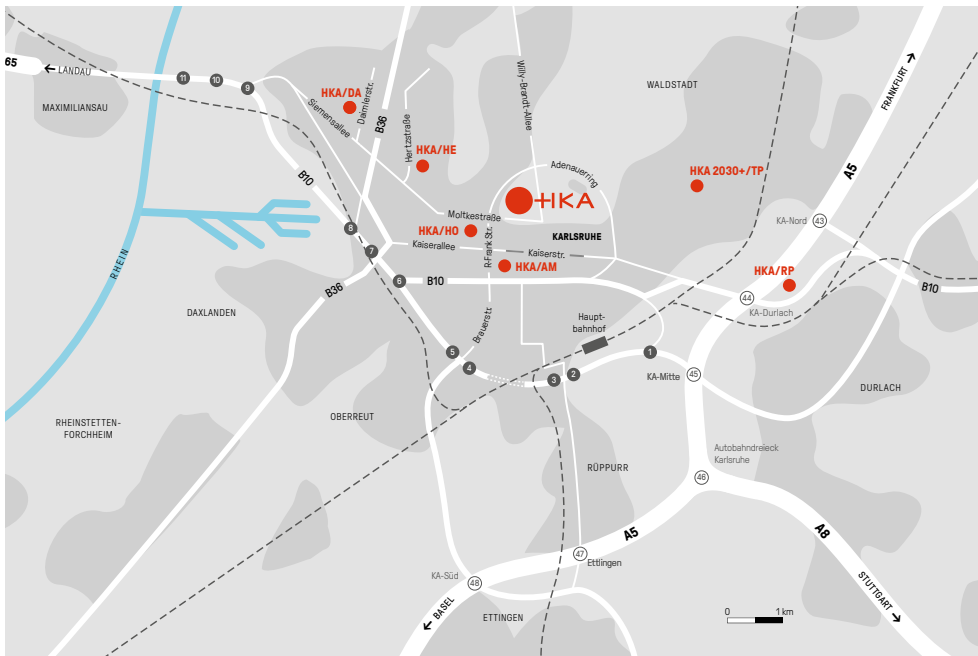 65
LANDAU
MAXIMILIANSAU
11
10
9
HKA/DA
Siemensallee
Daimlerstr.
B36
Hertzstraße
HKA/HE
Willy-Brandt-Allee
WALDSTADT
FRANKFURT
A5
Adenauerring
HKA 2030+/TP
HKA
B10
RHEIN
Moltkestraße
HKA/HO
Kaiserallee
R-Frank Str.
Kaiserstr.
KARLSRUHE
HKA/AM
KA-Nord
43
8
7
6
B10
HKA/RP
B10
44
KA-Durlach
B36
DAXLANDEN
Brauerstr.
Haupt-
bahnhof
5
4
3
2
1
KA-Mitte
45
DURLACH
RHEINSTETTEN-
FORCHHEIM
OBERREUT
RÜPPURR
Autobahndreieck
Karlsruhe
46
A5
A8
47
Ettlingen
KA-Süd
48
BASEL
ETTINGEN
STUTTGART
0
1 km